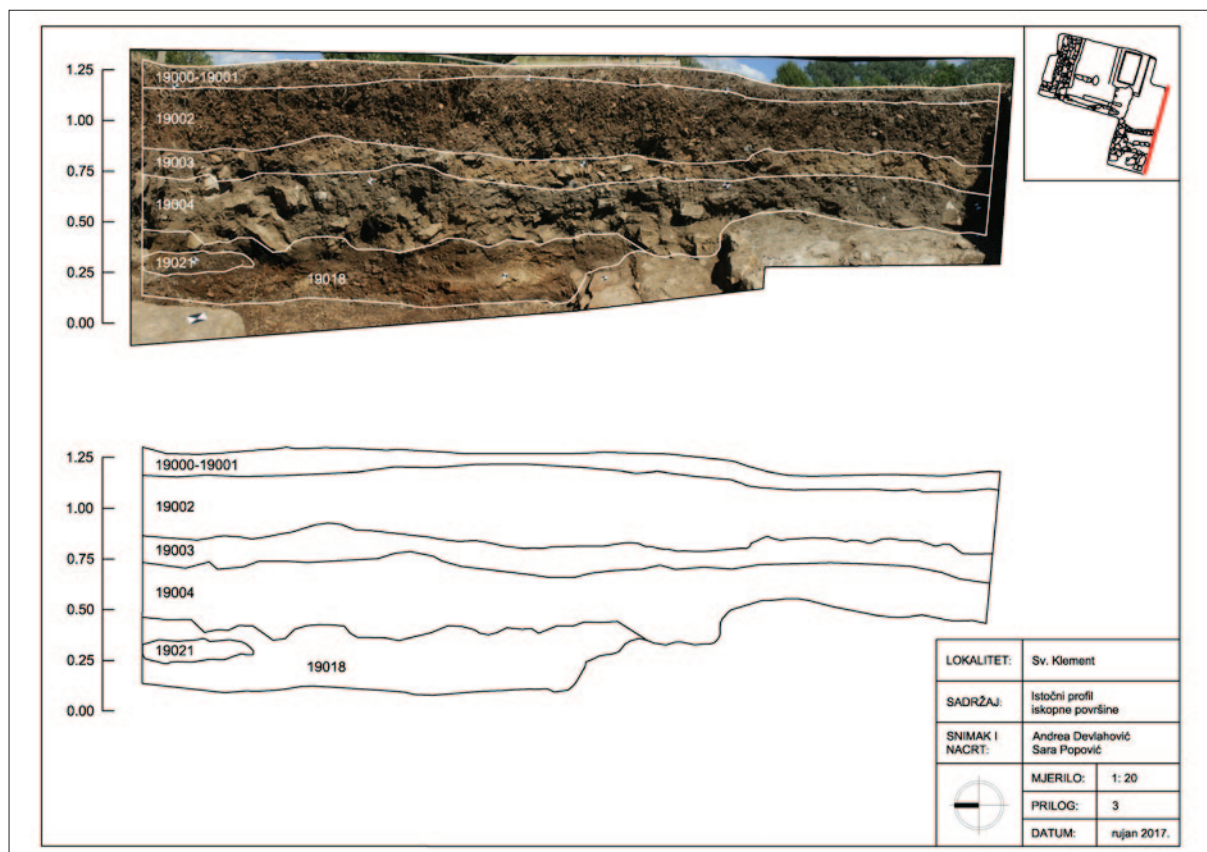 1.25
1.00
0.75
0.50
0.25
0.00
19000-19001
19002
19003
19004
19021
19018
1.25
1.00
0.75
0.50
0.25
0.00
19000-19001
19002
19003
19004
19021
19018
LOKALITET: Sv. Klement
SADRŽAJ: Istočni profil
iskopne površine
SNIMAK I
NACRT: Andrea Devlahović
Sara Popović
MJERILO: 1: 20
PRILOG: 3
DATUM: rujan 2017.